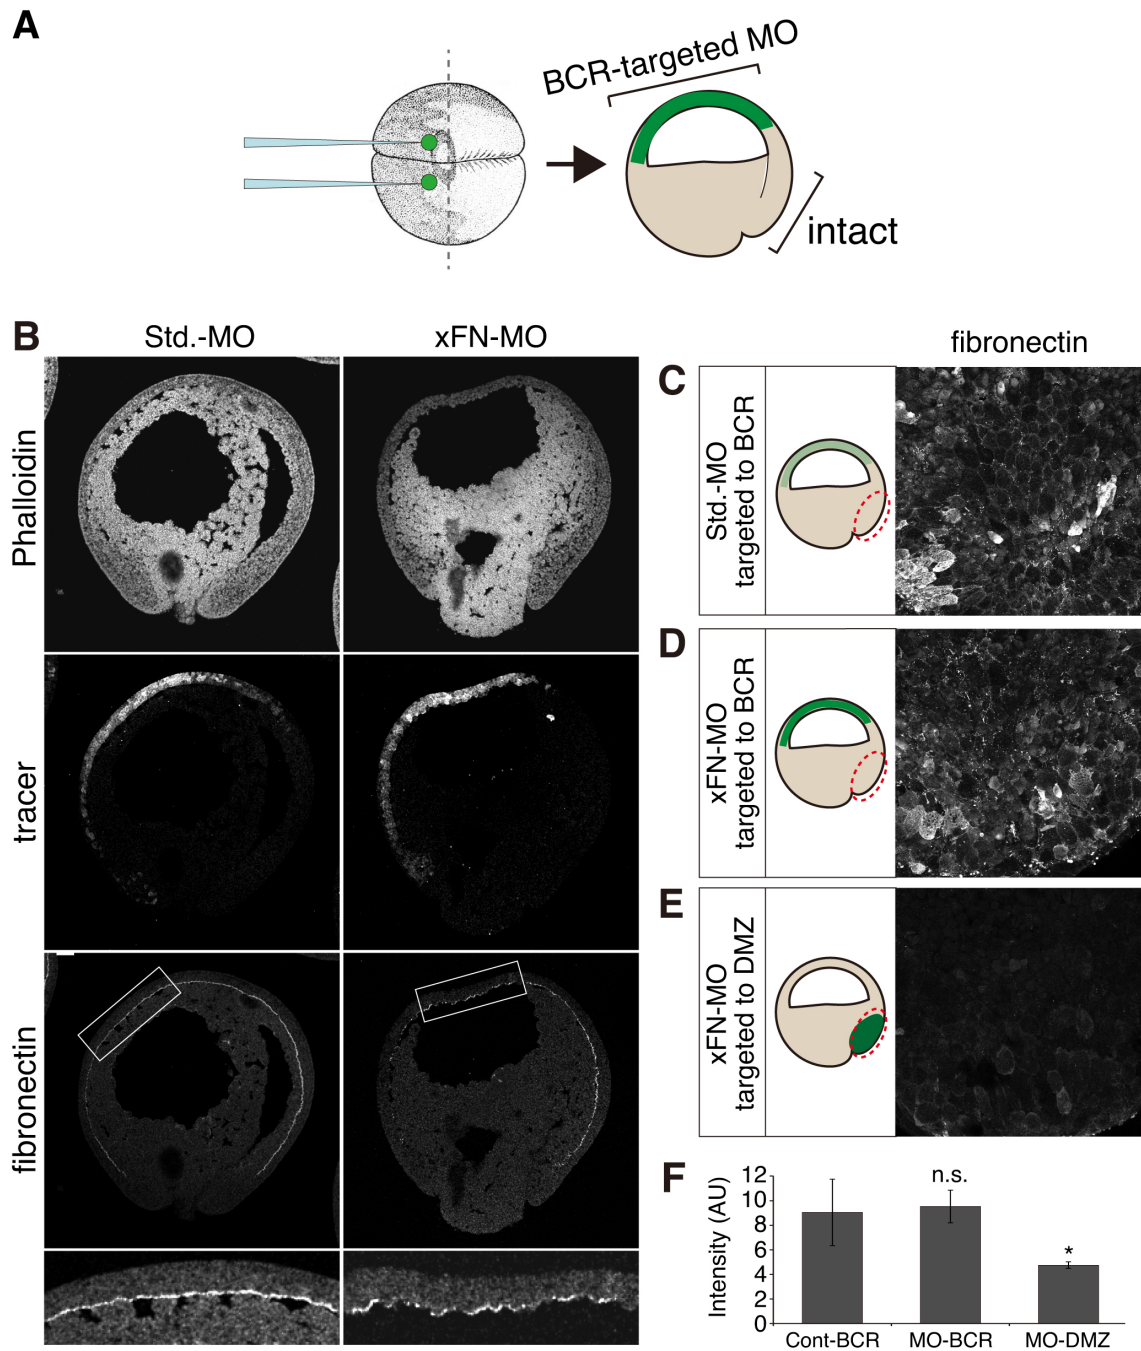 A
BCR-targeted MO
intact
B
Std.-MO
xFN-MO
Phalloidin
tracer
fibronectin
fibronectin
C
Std.-MO
targeted to BCR
D
xFN-MO
targeted to BCR
E
xFN-MO
targeted to DMZ
F
Intensity (AU)
12
10
8
6
4
2
0
n.s.
*
Cont-BCR
MO-BCR
MO-DMZ